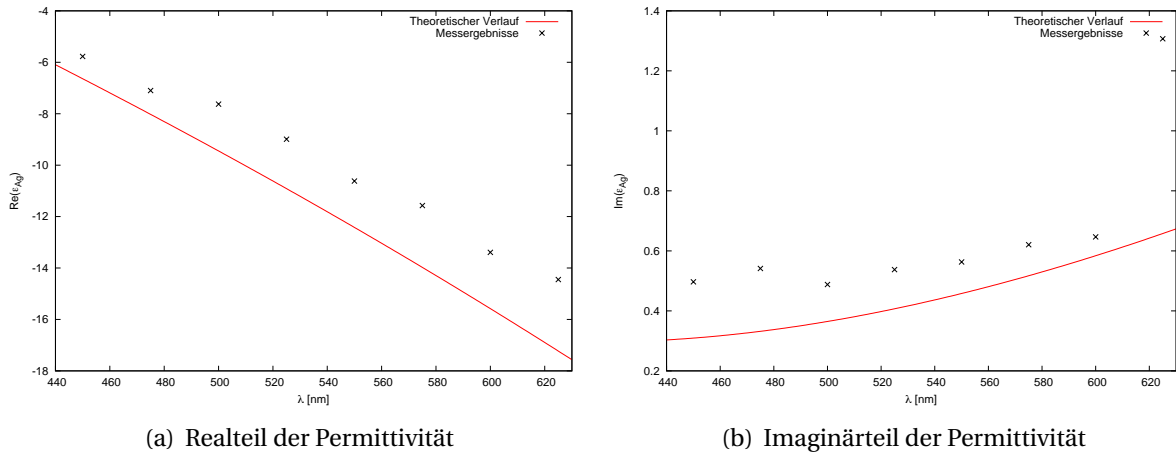 -4
-6
-8
-10
-12
-14
-16
-18
440 460 480 500 520 540 560 580 600 620
Re(εAg)
λ [nm]
Theoretischer Verlauf
Messergebnisse
(a) Realteil der Permittivität
1.4
1.2
1
0.8
0.6
0.4
0.2
440 460 480 500 520 540 560 580 600 620
Im(εAg)
λ [nm]
Theoretischer Verlauf
Messergebnisse
(b) Imaginärteil der Permittivität